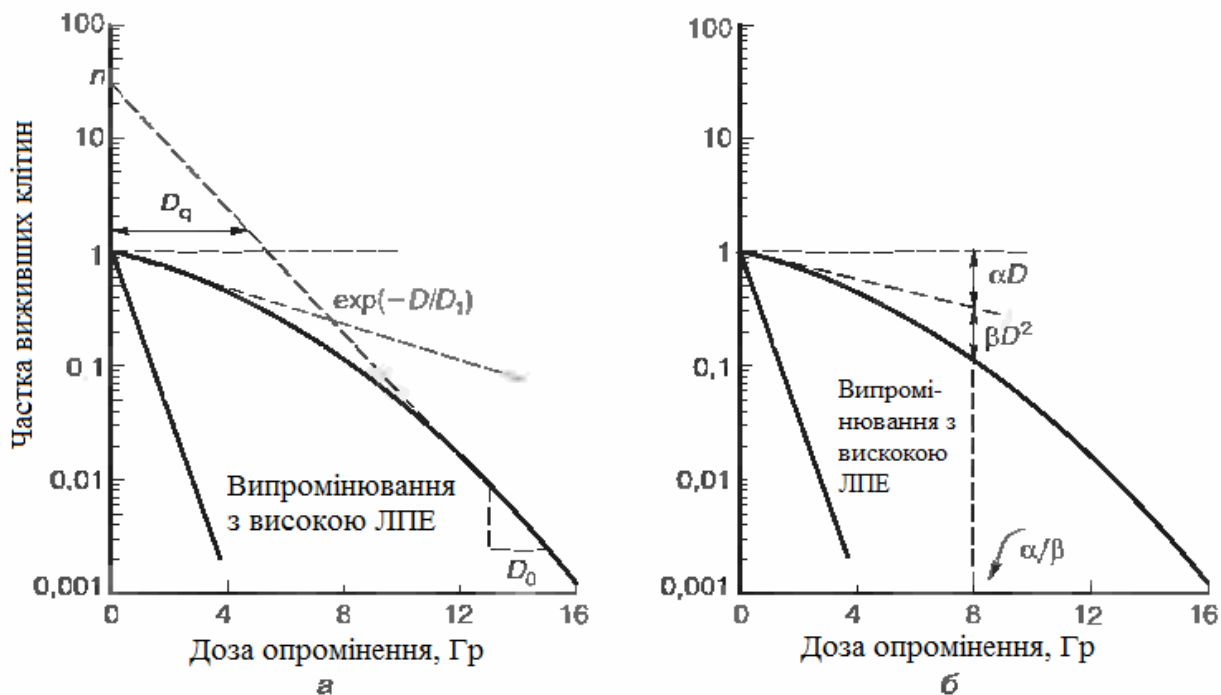 Частка виживших клітин
100
n
10
1
0,1
0,01
0,001
Dq
exp(−D/D1)
Випромінювання
з високою ЛПЕ
D0
0
4
8
12
16
Доза опромінення, Гр
а
100
10
1
0,1
0,01
0,001
αD
βD²
Випромі-
нювання з
вискокою
ЛПЕ
α/β
0
4
8
12
16
Доза опромінення, Гр
б